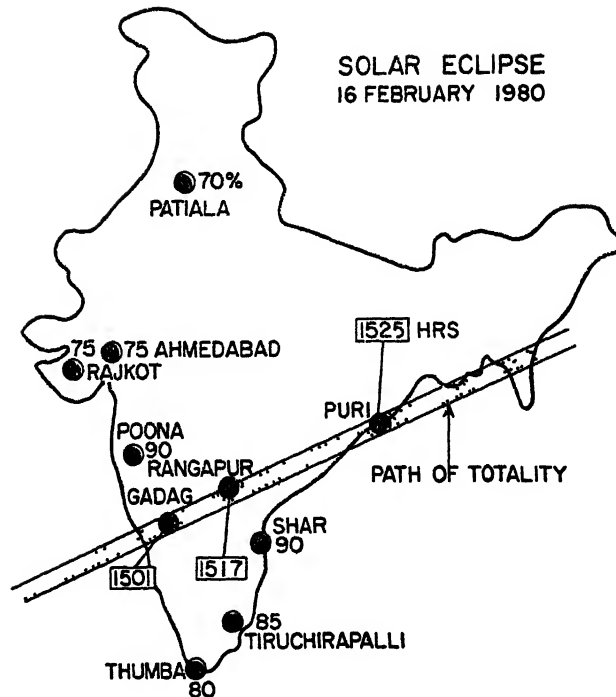 SOLAR ECLIPSE
16 FEBRUARY 1980
70%
PATIALA
1525 HRS
75 75 AHMEDABAD
RAJKOT
PURI
POONA
90
RANGAPUR
PATH OF TOTALITY
GADAG
SHAR
90
1501
1517
85
TIRUCHIRAPALLI
THUMBA
80